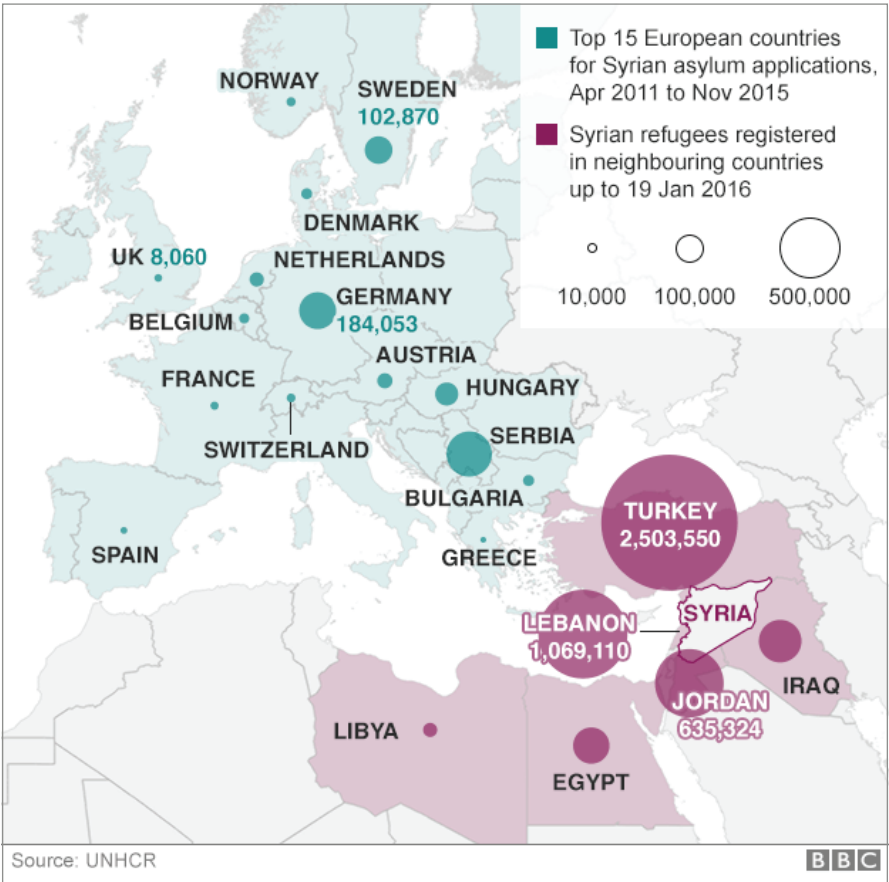 Top 15 European countries
for Syrian asylum applications,
Apr 2011 to Nov 2015
Syrian refugees registered
in neighbouring countries
up to 19 Jan 2016
10,000
100,000
500,000
NORWAY
SWEDEN
102,870
DENMARK
UK 8,060
NETHERLANDS
GERMANY
184,053
BELGIUM
AUSTRIA
FRANCE
HUNGARY
SWITZERLAND
SERBIA
BULGARIA
SPAIN
GREECE
TURKEY
2,503,550
SYRIA
LEBANON
1,069,110
IRAQ
JORDAN
635,324
LIBYA
EGYPT
Source: UNHCR
BBC